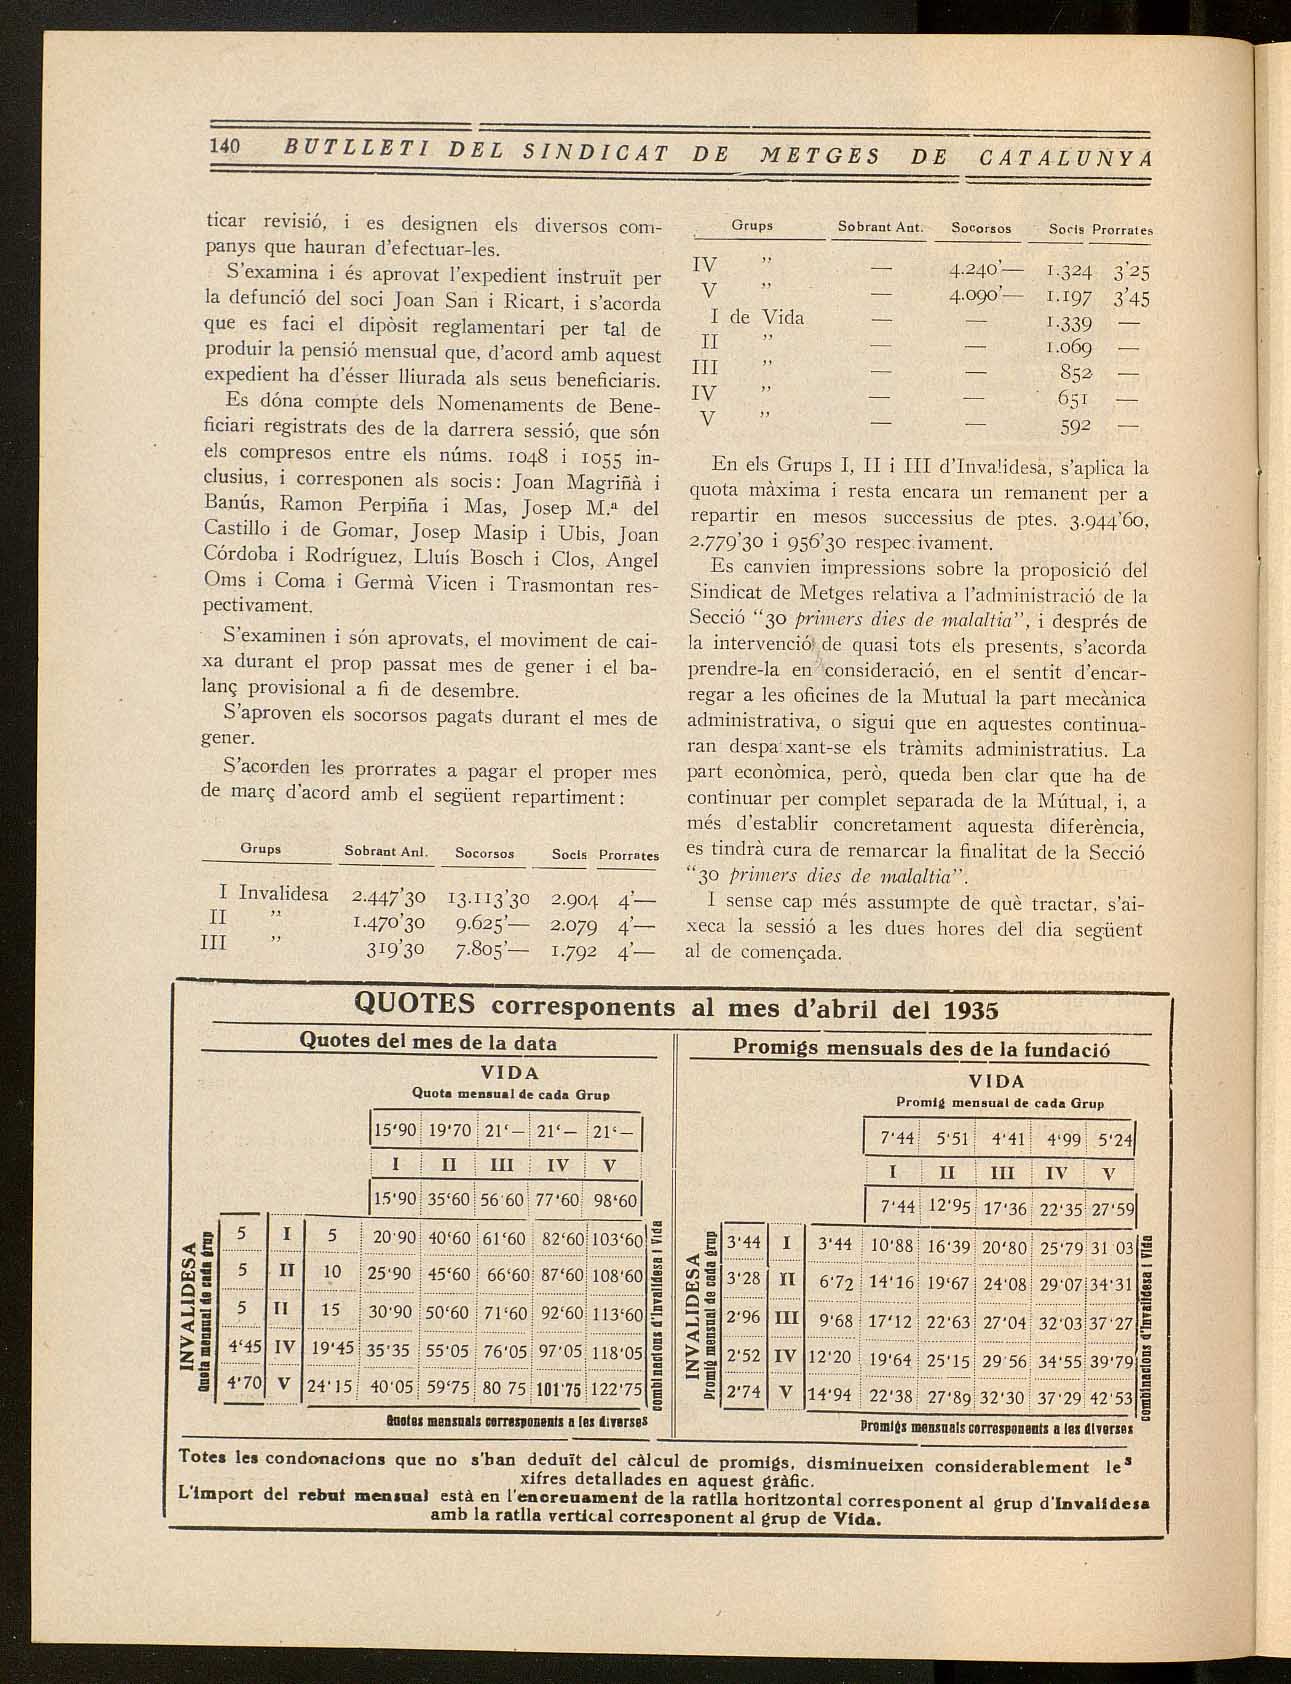 140 BUTLLETI DEL SINDICAT DE METGES DE CATALUNYA
ticar revisió, i es designen els diversos com-
panys que hauran d'efectuar-les.
S'examina i és aprovat l'expedient instruït per
la defunció del soci Joan San i Ricart, i s'acorda
que es faci el dipòsit reglamentari per tal de
produir la pensió mensual que, d'acord amb aquest
expedient ha d'ésser lliurada als seus beneficiaris.
Es dóna compte dels Nomenaments de Bene-
ficiari registrats des de la darrera sessió, que són
els compresos entre els núms. 1048 i 1055 in-
clusius, i corresponen als socis: Joan Magriñà i
Banús, Ramon Perpiña i Mas, Josep M.ª del
Castillo i de Gomar, Josep Masip i Ubis, Joan
Córdoba i Rodríguez, Lluís Bosch i Clos, Angel
Oms i Coma i Germà Vicen i Trasmontan res-
pectivament.
S'examinen i són aprovats, el moviment de cai-
xa durant el prop passat mes de gener i el ba-
lanç provisional a fi de desembre.
S'aproven els socorsos pagats durant el mes de
gener.
S'acorden les prorrates a pagar el proper mes
de març d'acord amb el següent repartiment:
Grups Sobrant Anl. Socorsos Socis Prorrates
I Invalidesa 2.447'30 13.113'30 2.904 4'—
II " 1.470'30 9.625'— 2.079 4'—
III " 319'30 7.805'— 1.792 4'—
Grups Sobrant Ant. Socorsos Socis Prorrates
IV " — 4.240'— 1.324 3'25
V " — 4.090'— 1.197 3'45
I de Vida — — 1.339 —
II " — — 1.069 —
III " — — 852 —
IV " — — 651 —
V " — — 592 —
En els Grups I, II i III d'Invalidesa, s'aplica la
quota màxima i resta encara un remanent per a
repartir en mesos successius de ptes. 3.944'60,
2.779'30 i 956'30 respec.ivament.
Es canvien impressions sobre la proposició del
Sindicat de Metges relativa a l'administració de la
Secció "30 primers dies de malaltia", i després de
la intervenció de quasi tots els presents, s'acorda
prendre-la en consideració, en el sentit d'encar-
regar a les oficines de la Mutual la part mecànica
administrativa, o sigui que en aquestes continua-
ran despa xant-se els tràmits administratius. La
part econòmica, però, queda ben clar que ha de
continuar per complet separada de la Mútual, i, a
més d'establir concretament aquesta diferència,
es tindrà cura de remarcar la finalitat de la Secció
"30 primers dies de malaltia".
I sense cap més assumpte de què tractar, s'ai-
xeca la sessió a les dues hores del dia següent
al de començada.
QUOTES corresponents al mes d'abril del 1935
Quotes del mes de la data
VIDA
Quota mensual de cada Grup
15'90 19'70 21'— 21'— 21'—
I II III IV V
15'90 35'60 56'60 77'60 98'60
INVALIDESA
Quota mensual de cada grup
5 I 5 20'90 40'60 61'60 82'60 103'60
5 II 10 25'90 45'60 66'60 87'60 108'60
5 II 15 30'90 50'60 71'60 92'60 113'60
4'45 IV 19'45 35'35 55'05 76'05 97'05 118'05
4'70 V 24'15 40'05 59'75 80 75 101'75 122'75
Quotes mensuals corresponents a les diverses
combinacions d'Invalidesa i Vida
Promigs mensuals des de la fundació
VIDA
Promig mensual de cada Grup
7'44 5'51 4'41 4'99 5'24
I II III IV V
7'44 12'95 17'36 22'35 27'59
INVALIDESA
Promig mensual de cada grup
3'44 I 3'44 10'88 16'39 20'80 25'79 31 03
3'28 II 6'72 14'16 19'67 24'08 29'07 34'31
2'96 III 9'68 17'12 22'63 27'04 32'03 37'27
2'52 IV 12'20 19'64 25'15 29'56 34'55 39'79
2'74 V 14'94 22'38 27'89 32'30 37'29 42'53
Promigs mensuals corresponents a les diverses
combinacions d'Invalidesa i Vida
Totes les condonacions que no s'han deduït del càlcul de promigs, disminueixen considerablement les
xifres detallades en aquest gràfic.
L'import del rebut mensual està en l'encreuament de la ratlla horitzontal corresponent al grup d'Invalidesa
amb la ratlla vertical corresponent al grup de Vida.